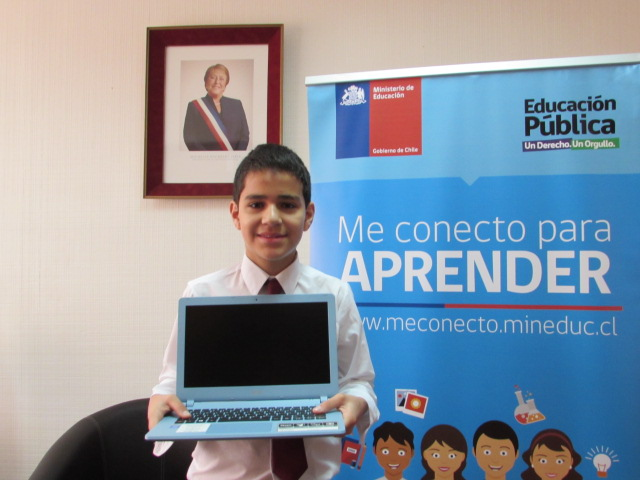 Ministerio de
Educación
Gobierno de Chile
Educación
Pública
Un Derecho.Un Orgullo.
Me conecto para
APRENDER
www.meconecto.mineduc.cl